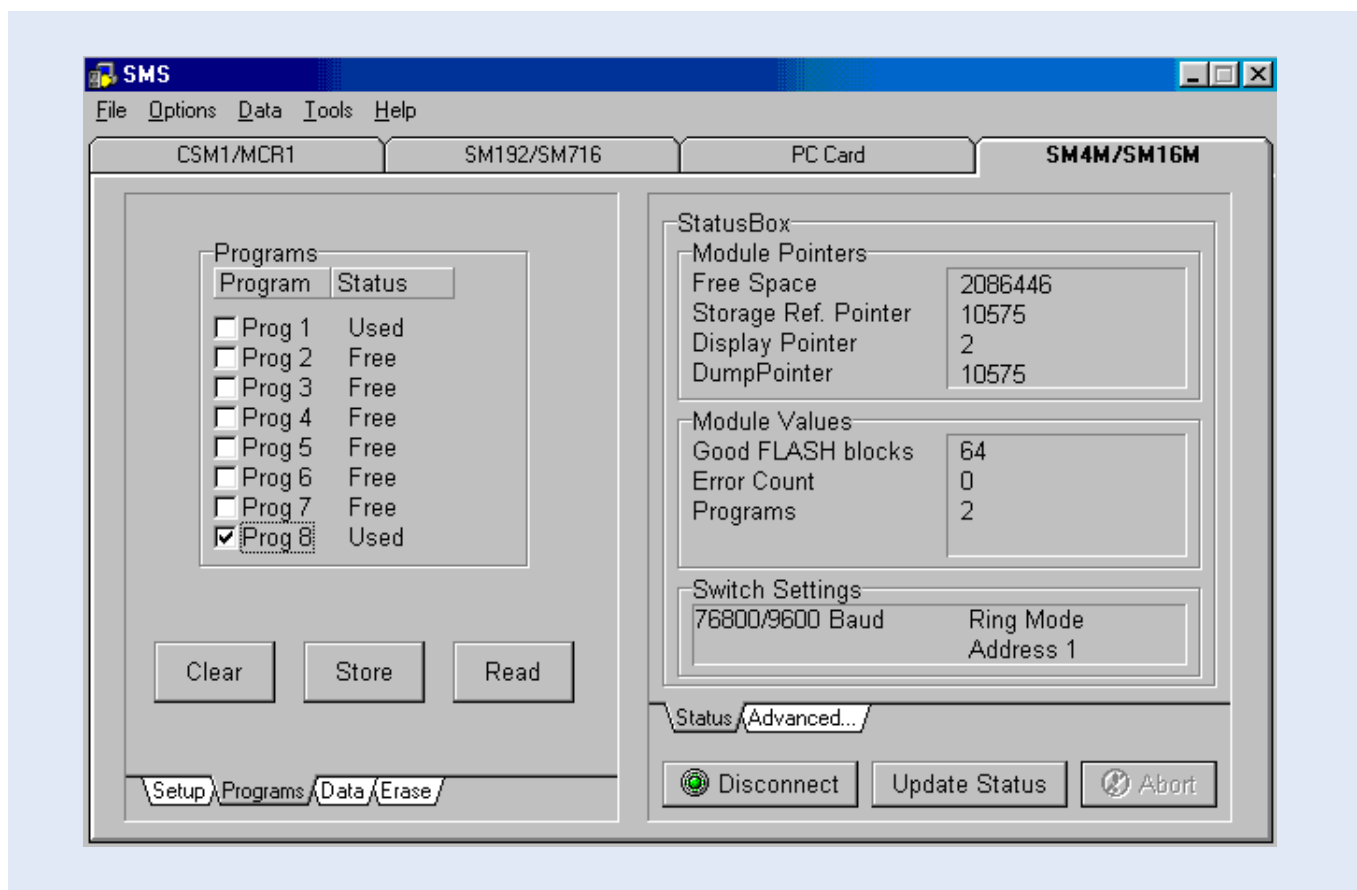 SMS
File Options Data Tools Help
CSM1/MCR1 SM192/SM716 PC Card SM4M/SM16M
Programs
Program Status
Prog 1 Used
Prog 2 Free
Prog 3 Free
Prog 4 Free
Prog 5 Free
Prog 6 Free
Prog 7 Free
Prog 8 Used
Clear Store Read
Setup Programs Data Erase
StatusBox
Module Pointers
Free Space 2086446
Storage Ref. Pointer 10575
Display Pointer 2
DumpPointer 10575
Module Values
Good FLASH blocks 64
Error Count 0
Programs 2
Switch Settings
76800/9600 Baud Ring Mode
Address 1
Status Advanced...
Disconnect Update Status Abort